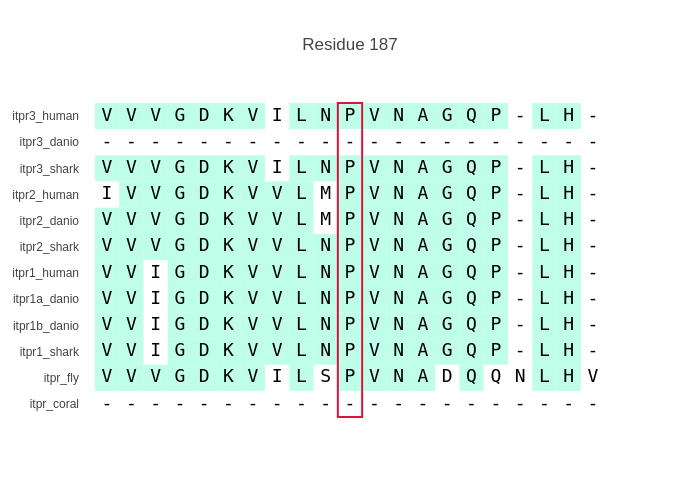 Residue 187
itpr3_human V V V G D K V I L N P V N A G Q P - L H -
itpr3_danio - - - - - - - - - - - - - - - - - - - - -
itpr3_shark V V V G D K V I L N P V N A G Q P - L H -
itpr2_human I V V G D K V V L M P V N A G Q P - L H -
itpr2_danio V V V G D K V V L M P V N A G Q P - L H -
itpr2_shark V V V G D K V V L N P V N A G Q P - L H -
itpr1_human V V I G D K V V L N P V N A G Q P - L H -
itpr1a_danio V V I G D K V V L N P V N A G Q P - L H -
itpr1b_danio V V I G D K V V L N P V N A G Q P - L H -
itpr1_shark V V I G D K V V L N P V N A G Q P - L H -
itpr_fly V V V G D K V I L S P V N A D Q Q N L H V
itpr_coral - - - - - - - - - - - - - - - - - - - - -